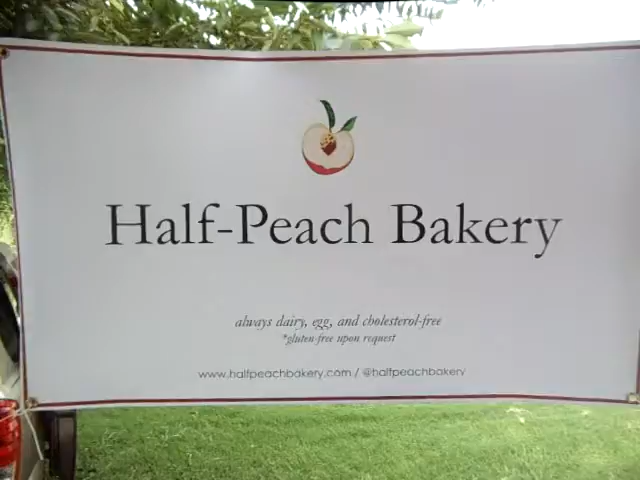 Half-Peach Bakery
always dairy, egg, and cholesterol-free
*gluten-free upon request
www.halfpeachbakery.com / @halfpeachbakery